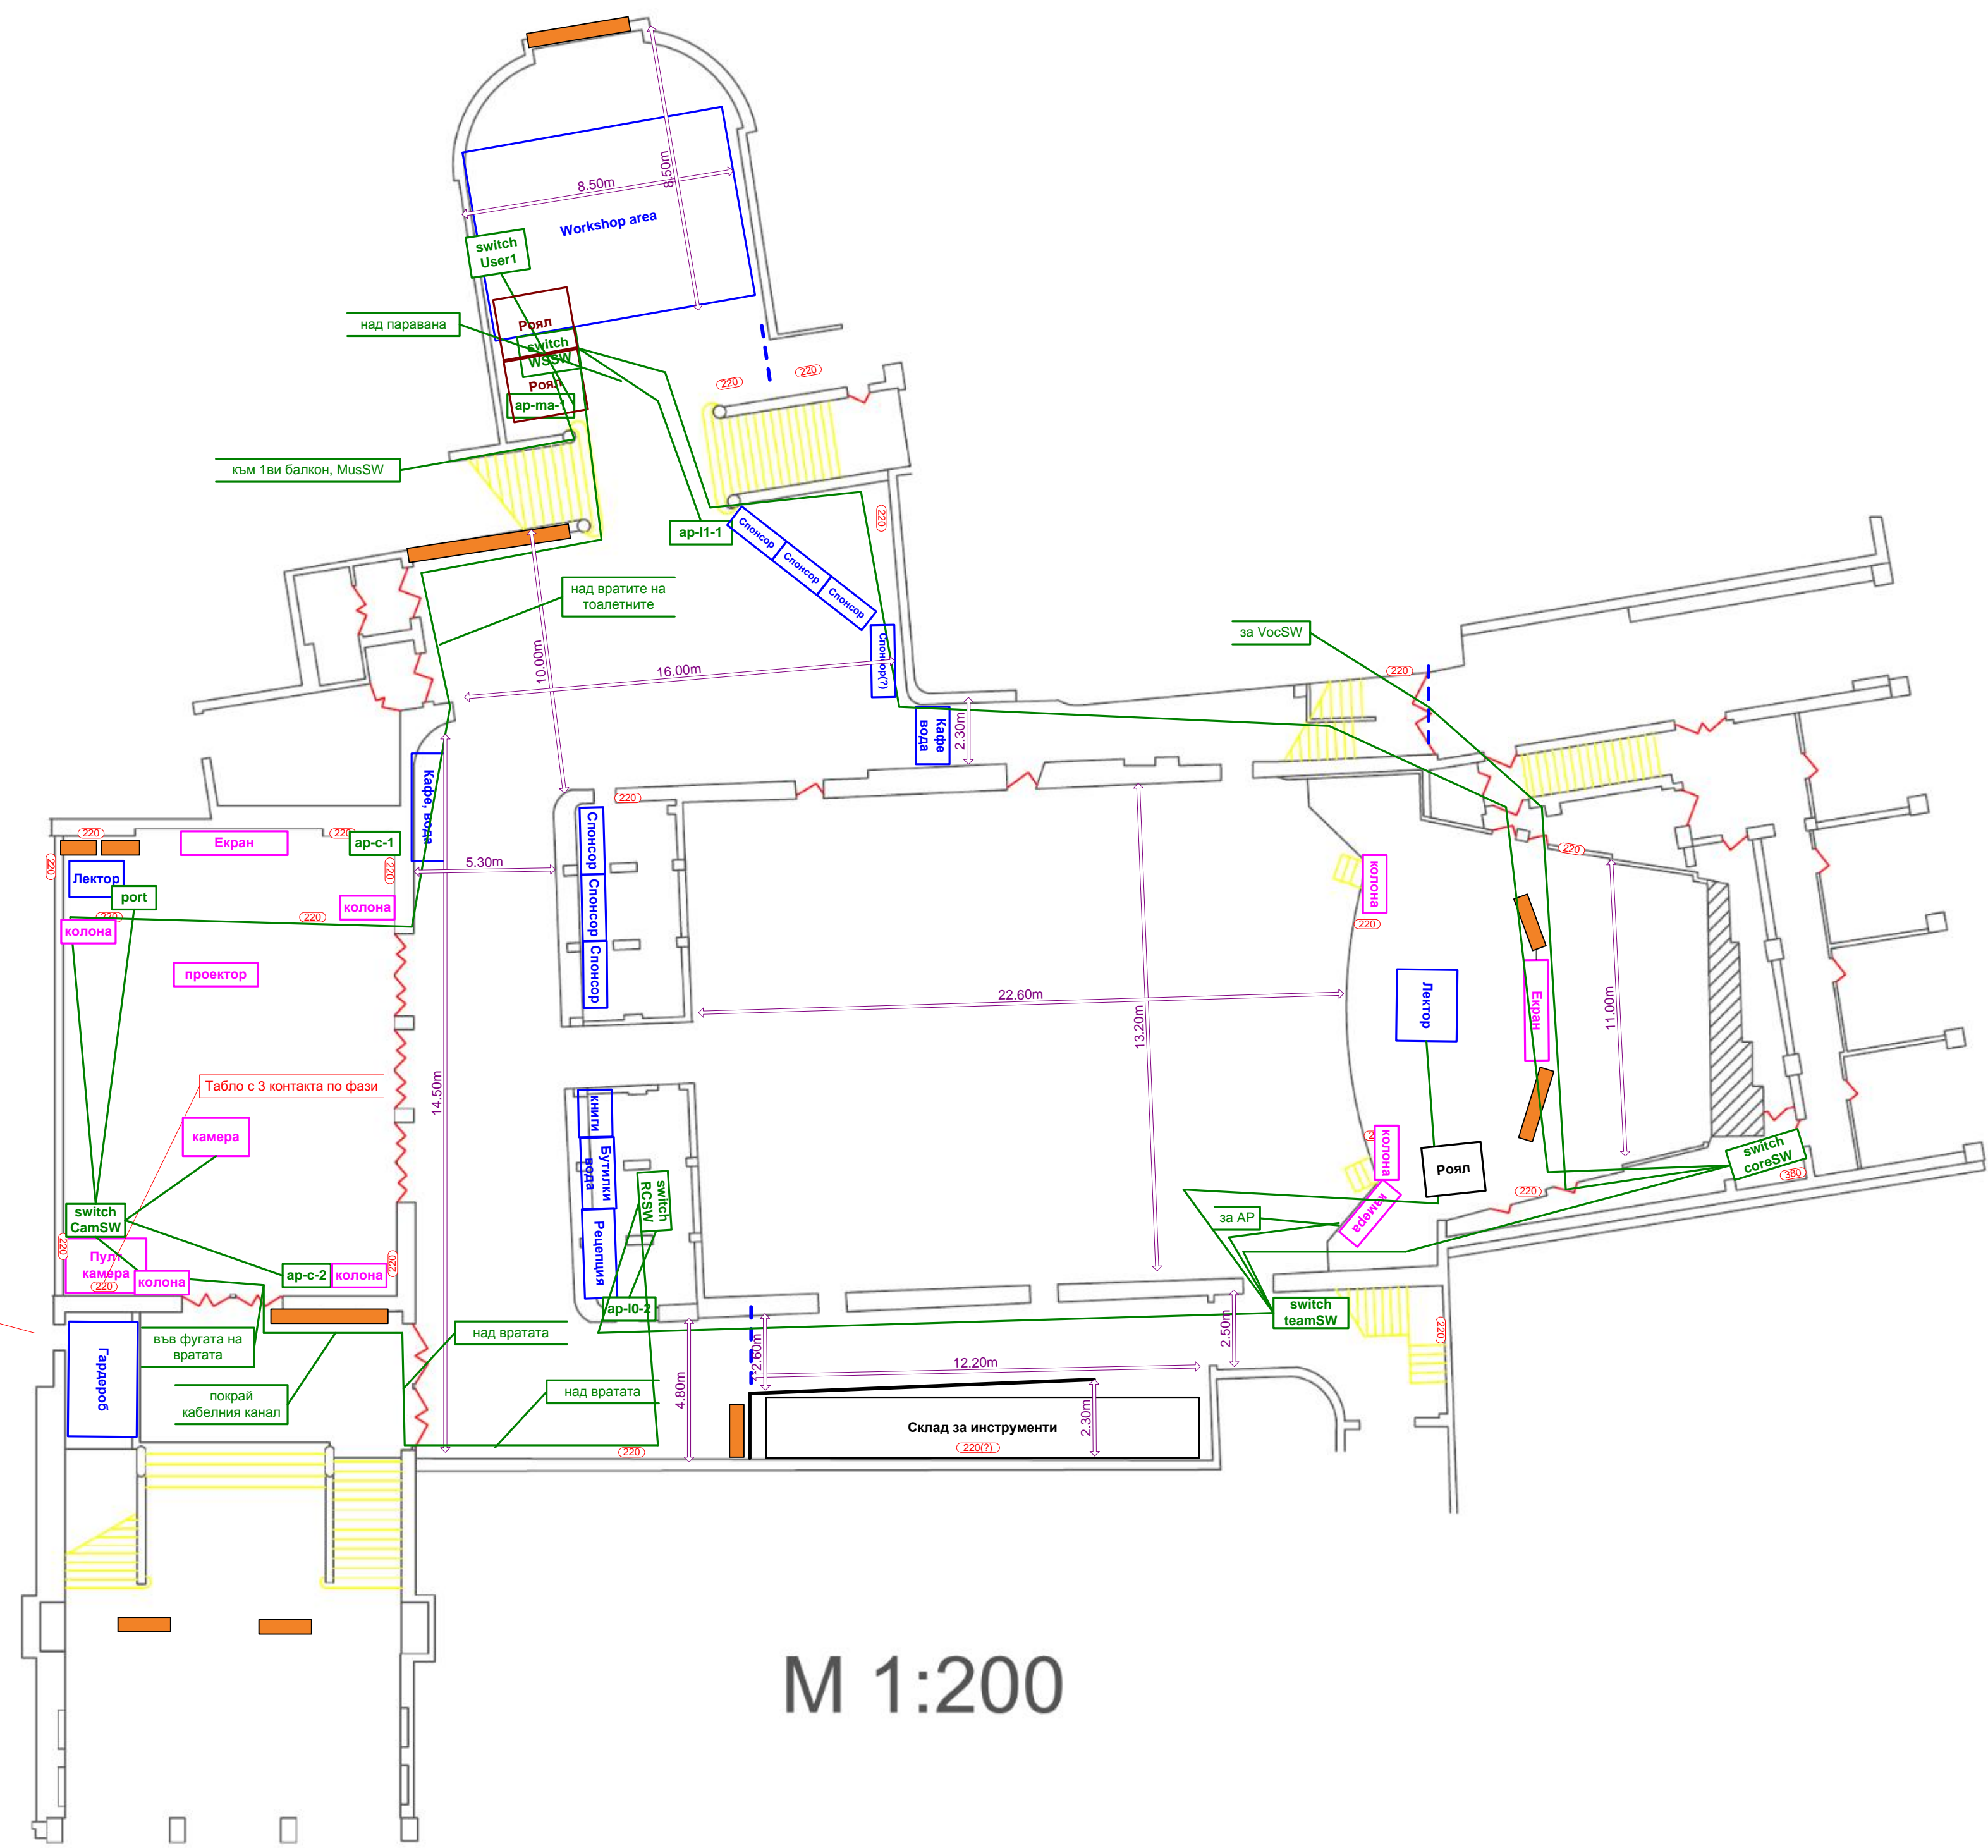 8.50m
8.50m
Workshop area
switch
User1
над паравана
Роял
switch
WSSW
Роял
ap-ma-1
220
220
към 1ви балкон, MusSW
ap-l1-1
220
Спонсор
Спонсор
Спонсор
Спонсор(?)
над вратите на
тоалетните
10.00m
16.00m
за VocSW
220
Кафе
вода
2.30m
Кафе, вода
220
220
220
Екран
220
ap-c-1
5.30m
220
Лектор
port
220
220
колона
колона
проектор
Спонсор
Спонсор
Спонсор
22.60m
13.20m
колона
220
220
Лектор
Екран
11.00m
14.50m
Табло с 3 контакта по фази
камера
книги
Бутилки
вода
Рецепция
switch
RCSW
колона
камера
Роял
switch
coreSW
380
220
за AP
switch
CamSW
220
Пулт
камера
220
колона
ap-c-2
колона
220
ap-l0-2
switch
teamSW
220
2.50m
2.60m
12.20m
4.80m
2.30m
Гардероб
във фугата на
вратата
над вратата
покрай
кабелния канал
над вратата
Склад за инструменти
220(?)
220
M 1:200